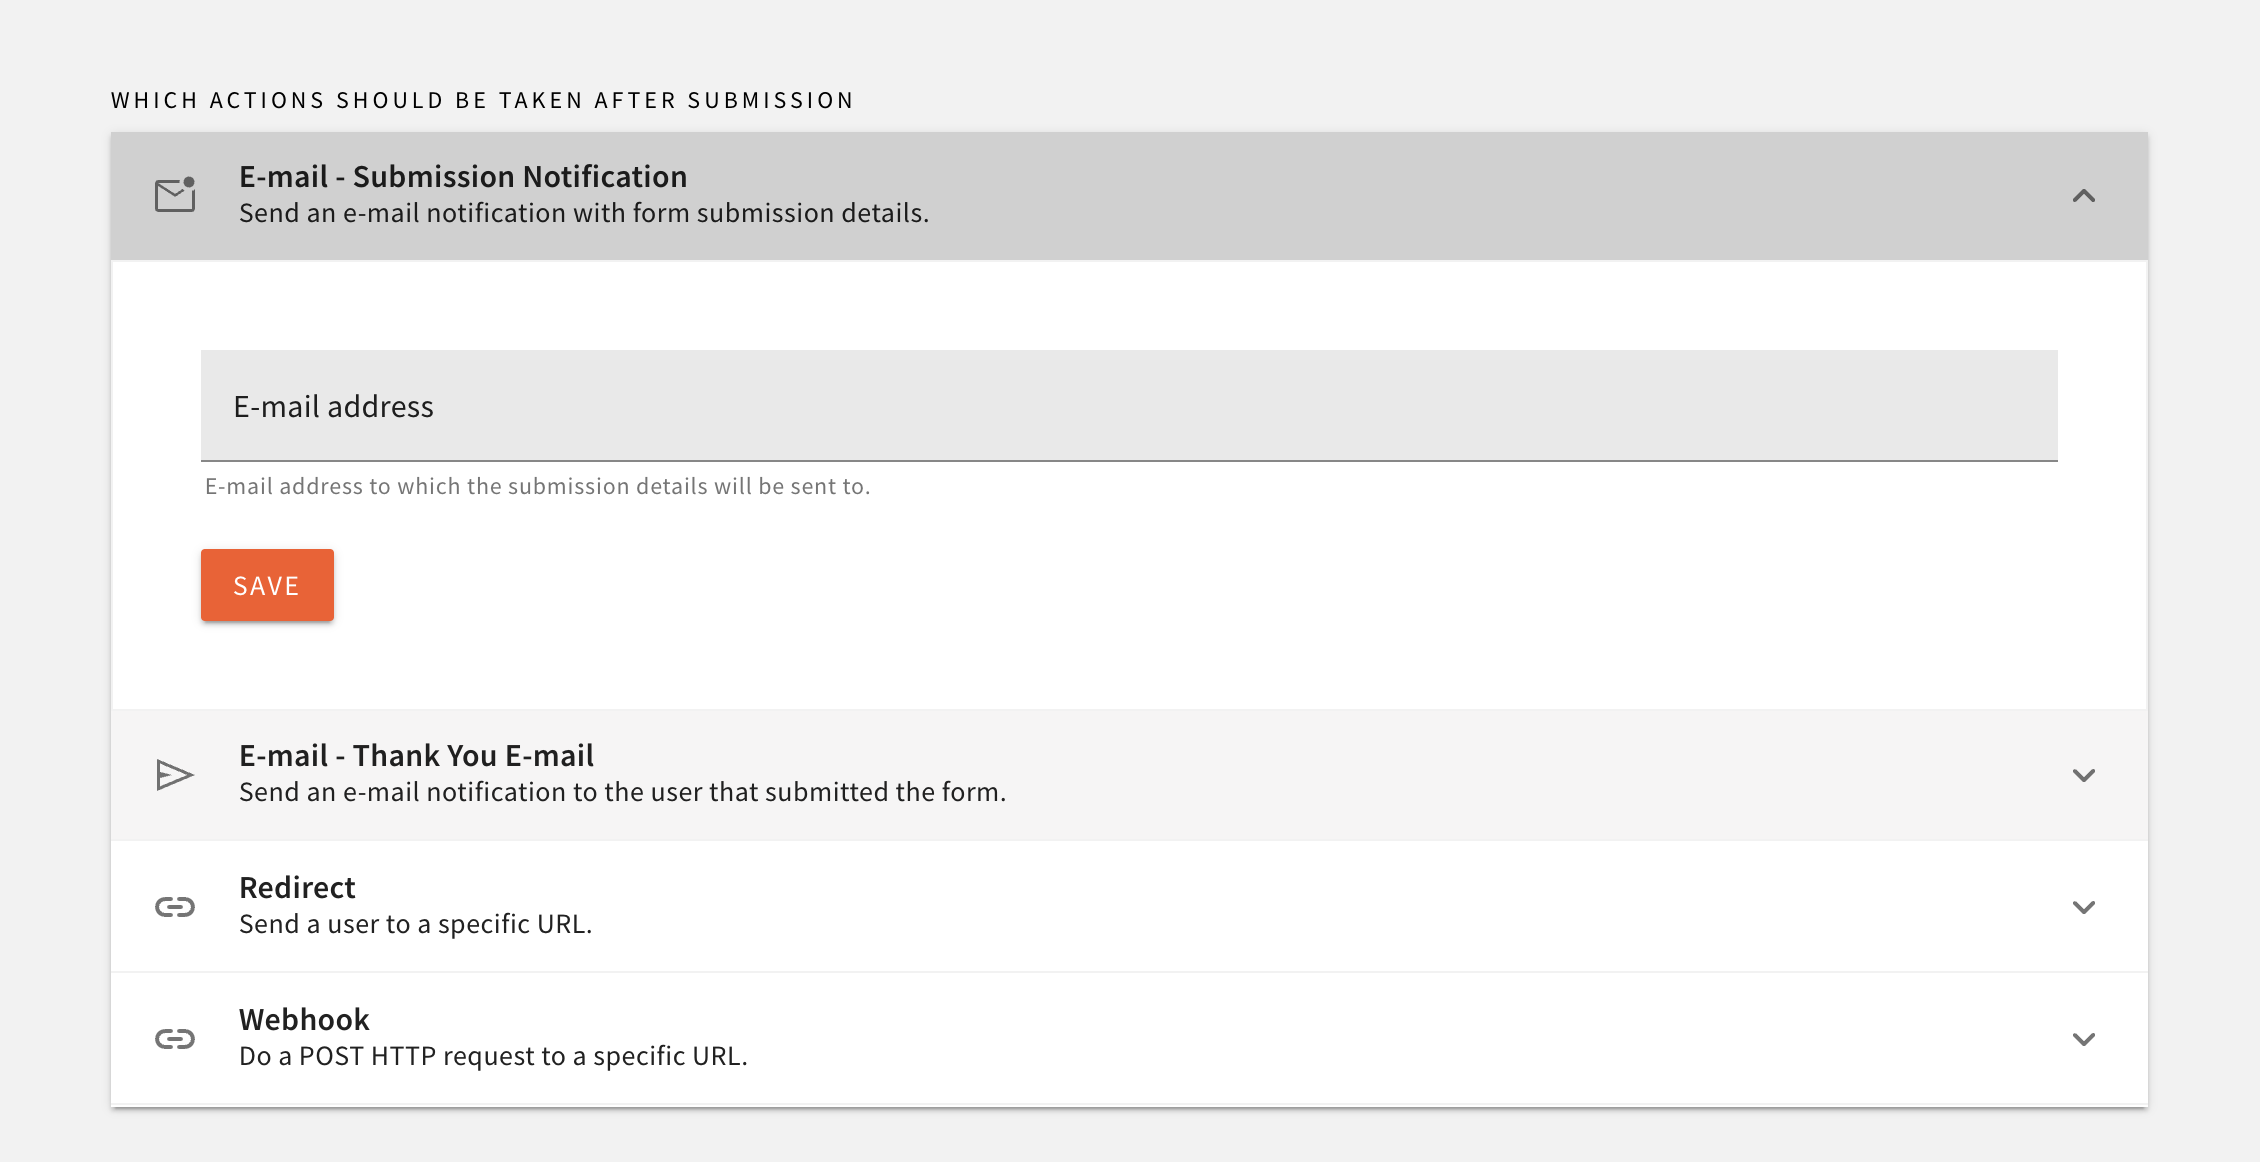 WHICH ACTIONS SHOULD BE TAKEN AFTER SUBMISSION
E-mail - Submission Notification
Send an e-mail notification with form submission details.
E-mail address
E-mail address to which the submission details will be sent to.
SAVE
E-mail - Thank You E-mail
Send an e-mail notification to the user that submitted the form.
Redirect
Send a user to a specific URL.
Webhook
Do a POST HTTP request to a specific URL.